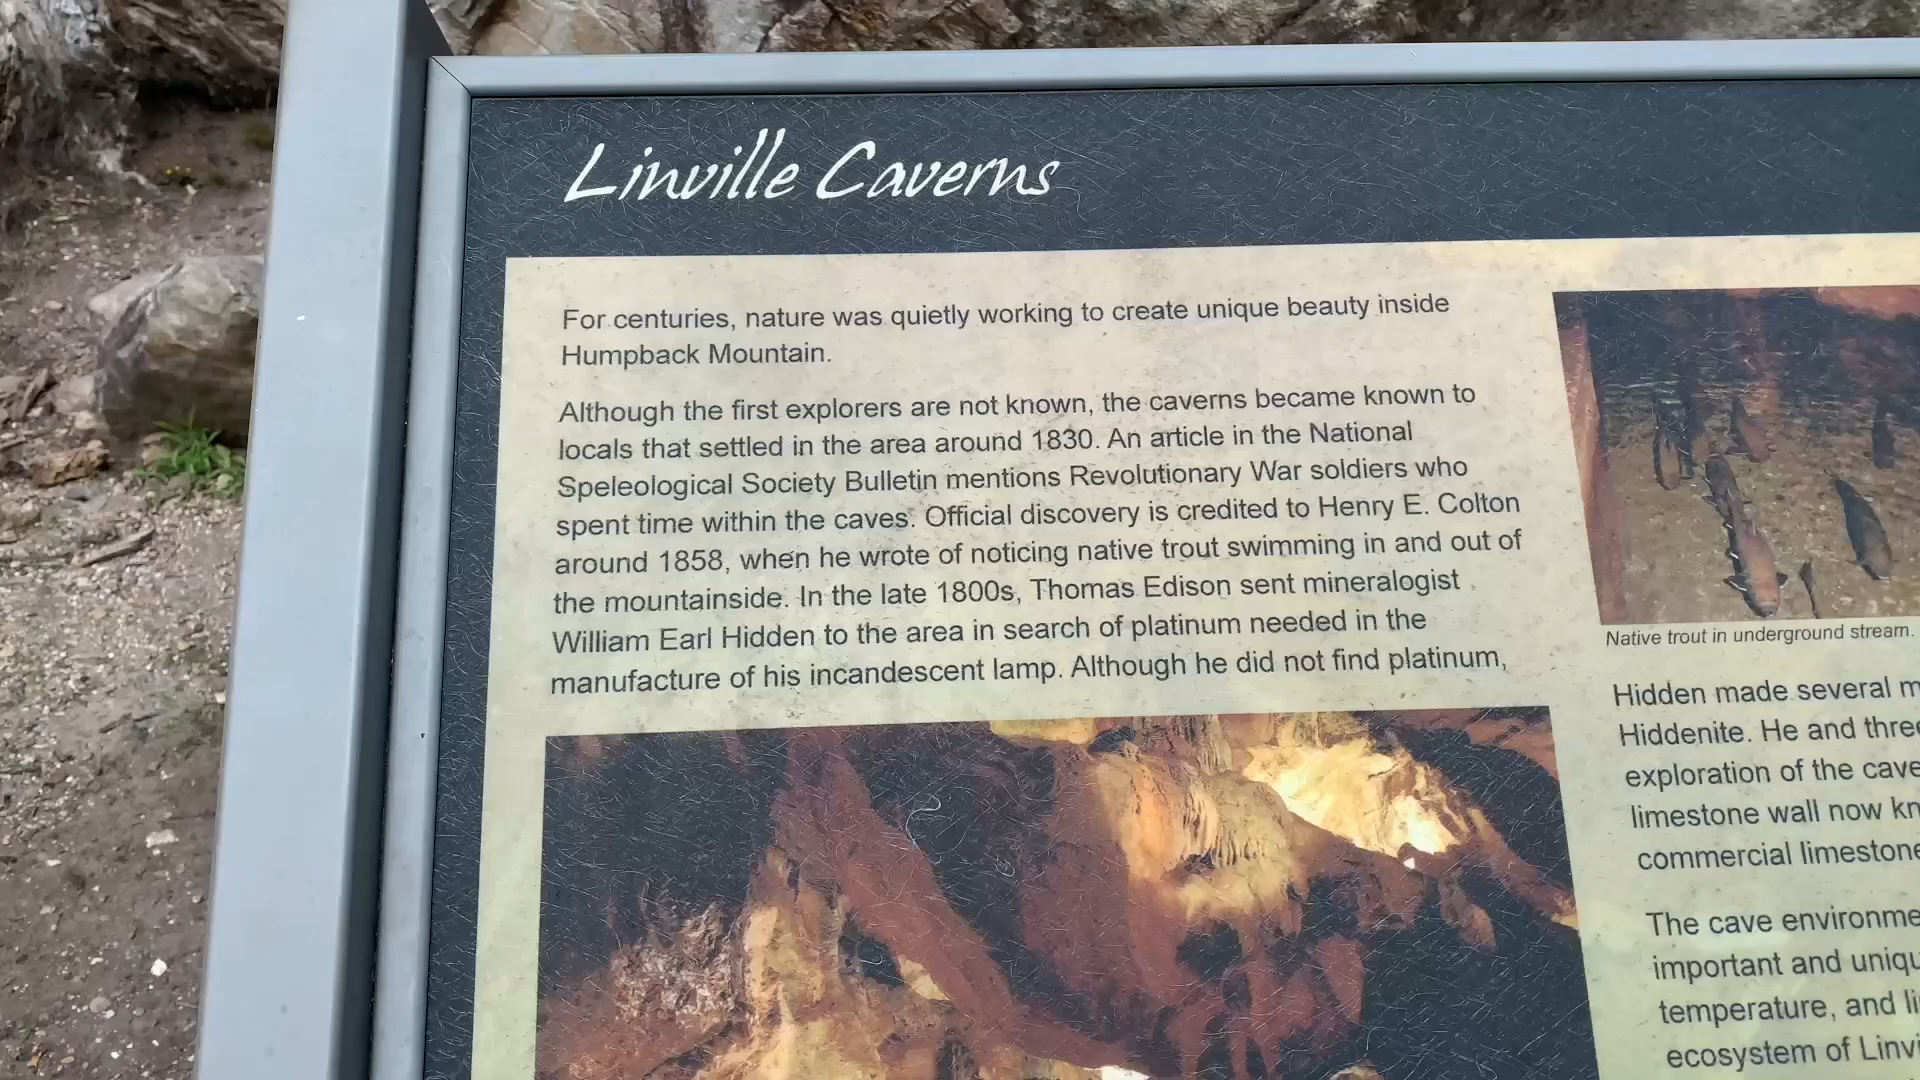 Linville Caverns
For centuries, nature was quietly working to create unique beauty inside
Humpback Mountain.
Although the first explorers are not known, the caverns became known to
locals that settled in the area around 1830. An article in the National
Speleological Society Bulletin mentions Revolutionary War soldiers who
spent time within the caves. Official discovery is credited to Henry E. Colton
around 1858, when he wrote of noticing native trout swimming in and out of
the mountainside. In the late 1800s, Thomas Edison sent mineralogist
William Earl Hidden to the area in search of platinum needed in the
manufacture of his incandescent lamp. Although he did not find platinum,
Native trout in underground stream.
Hidden made several
Hiddenite. He and
exploration of the
limestone wall now
commercial limestone
The cave
important and
temperature, and
ecosystem of